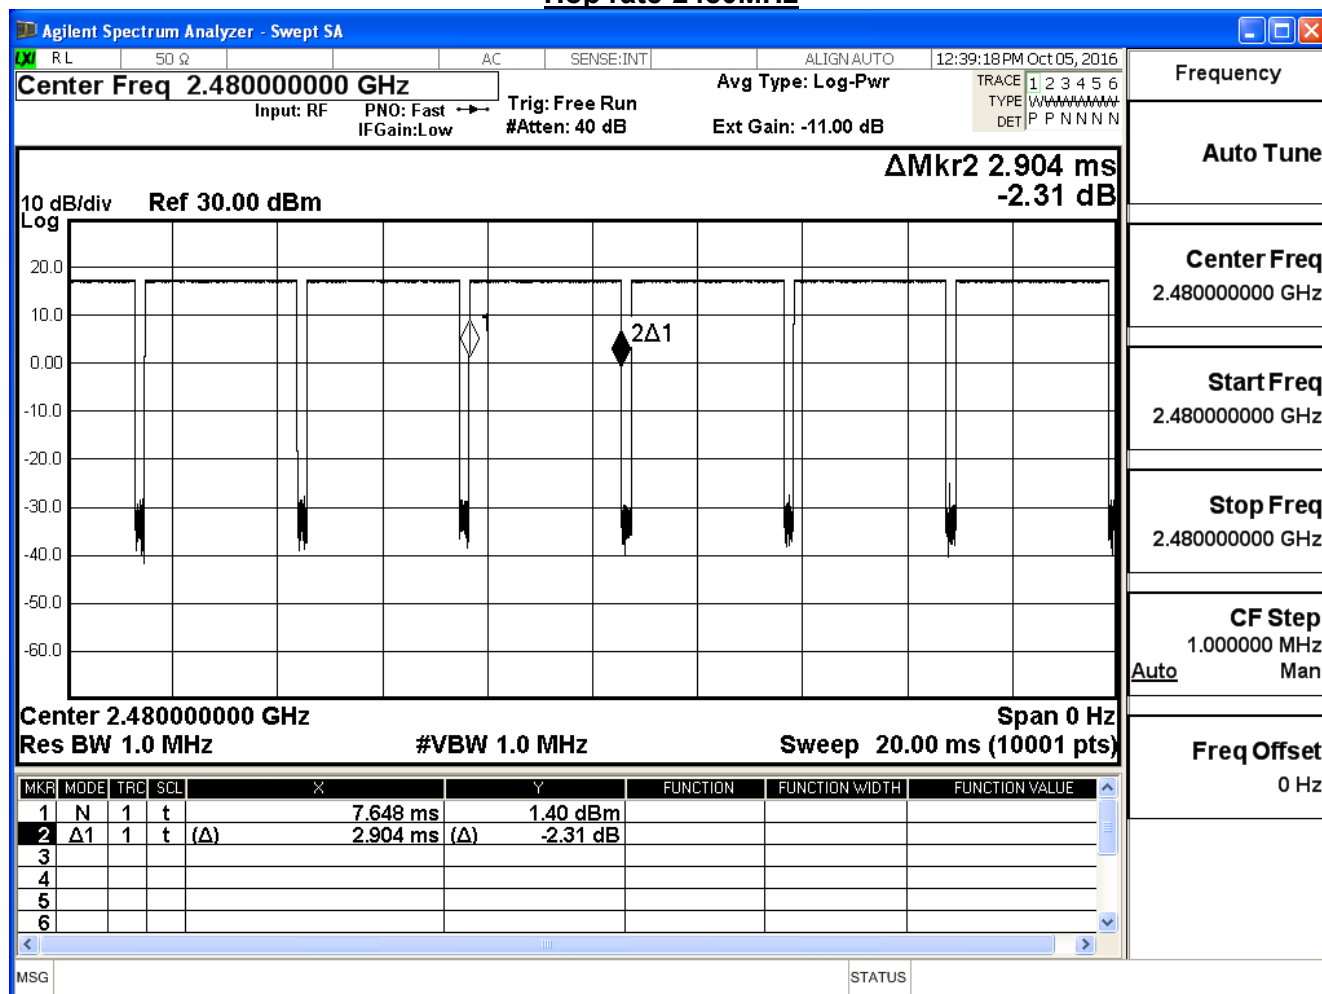 Hop rate 2480MHz
Agilent Spectrum Analyzer - Swept SA
LXI RL 50 Ω AC SENSE:INT ALIGN AUTO 12:39:18 PM Oct 05, 2016
Center Freq 2.480000000 GHz
Input: RF PNO: Fast Trig: Free Run Avg Type: Log-Pwr TRACE 1 2 3 4 5 6
TYPE
IFGain:Low #Atten: 40 dB Ext Gain: -11.00 dB DET P P N N N N
ΔMkr2 2.904 ms
-2.31 dB
10 dB/div Ref 30.00 dBm
Log
20.0
10.0
0.00
-10.0
-20.0
-30.0
-40.0
-50.0
-60.0
1
2Δ1
Center 2.480000000 GHz Span 0 Hz
Res BW 1.0 MHz #VBW 1.0 MHz Sweep 20.00 ms (10001 pts)
MKR MODE TRC SCL X Y FUNCTION FUNCTION WIDTH FUNCTION VALUE
1 N 1 t 7.648 ms 1.40 dBm
2 Δ1 1 t (Δ) 2.904 ms (Δ) -2.31 dB
3
4
5
6
MSG STATUS
Frequency
Auto Tune
Center Freq
2.480000000 GHz
Start Freq
2.480000000 GHz
Stop Freq
2.480000000 GHz
CF Step
1.000000 MHz
Auto Man
Freq Offset
0 Hz